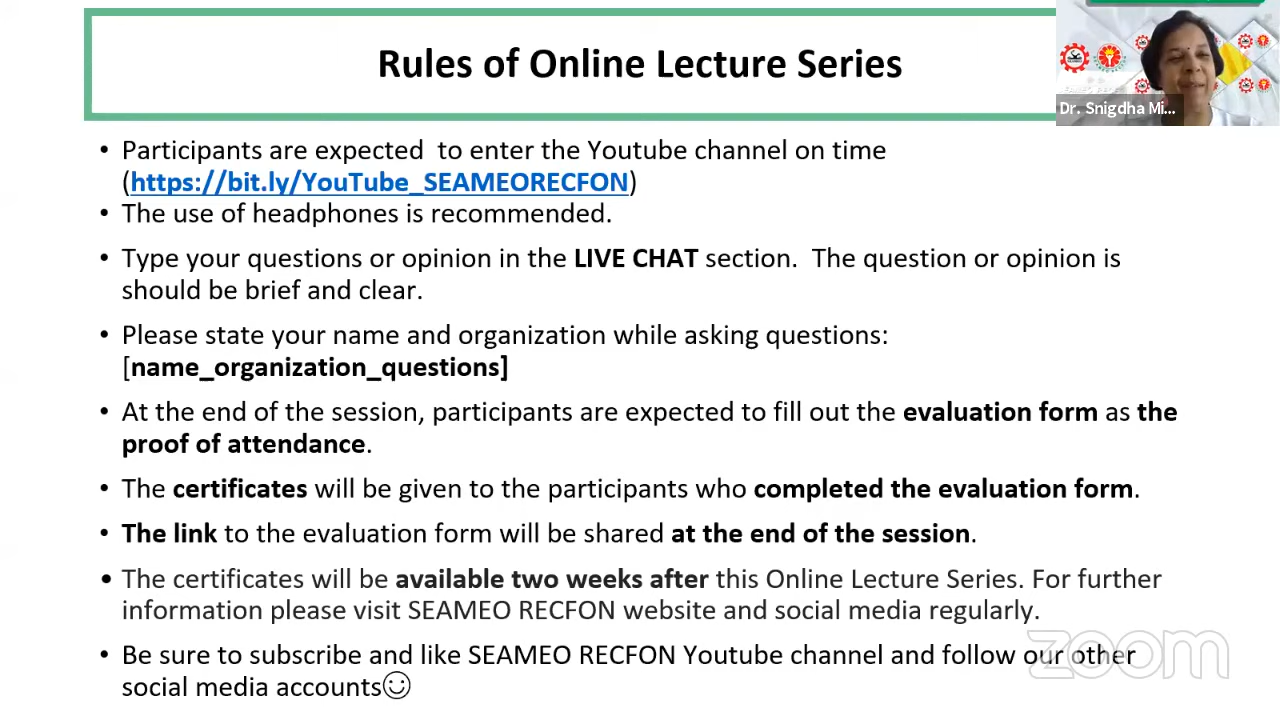 Rules of Online Lecture Series
Dr. Snigdha Mi...
• Participants are expected  to enter the Youtube channel on time
(https://bit.ly/YouTube_SEAMEORECFON)
• The use of headphones is recommended.
• Type your questions or opinion in the LIVE CHAT section.  The question or opinion is
should be brief and clear.
• Please state your name and organization while asking questions:
[name_organization_questions]
• At the end of the session, participants are expected to fill out the evaluation form as the
proof of attendance.
• The certificates will be given to the participants who completed the evaluation form.
• The link to the evaluation form will be shared at the end of the session.
• The certificates will be available two weeks after this Online Lecture Series. For further
information please visit SEAMEO RECFON website and social media regularly.
• Be sure to subscribe and like SEAMEO RECFON Youtube channel and follow our other
social media accounts☺
zoom